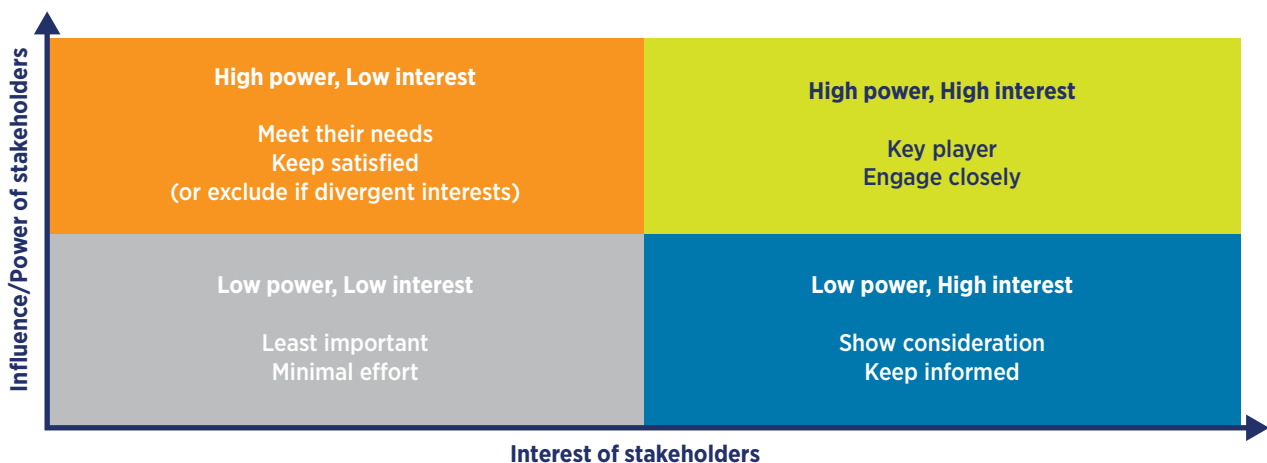 Influence/Power of stakeholders
High power, Low interest
Meet their needs
Keep satisfied
(or exclude if divergent interests)
High power, High interest
Key player
Engage closely
Low power, Low interest
Least important
Minimal effort
Low power, High interest
Show consideration
Keep informed
Interest of stakeholders